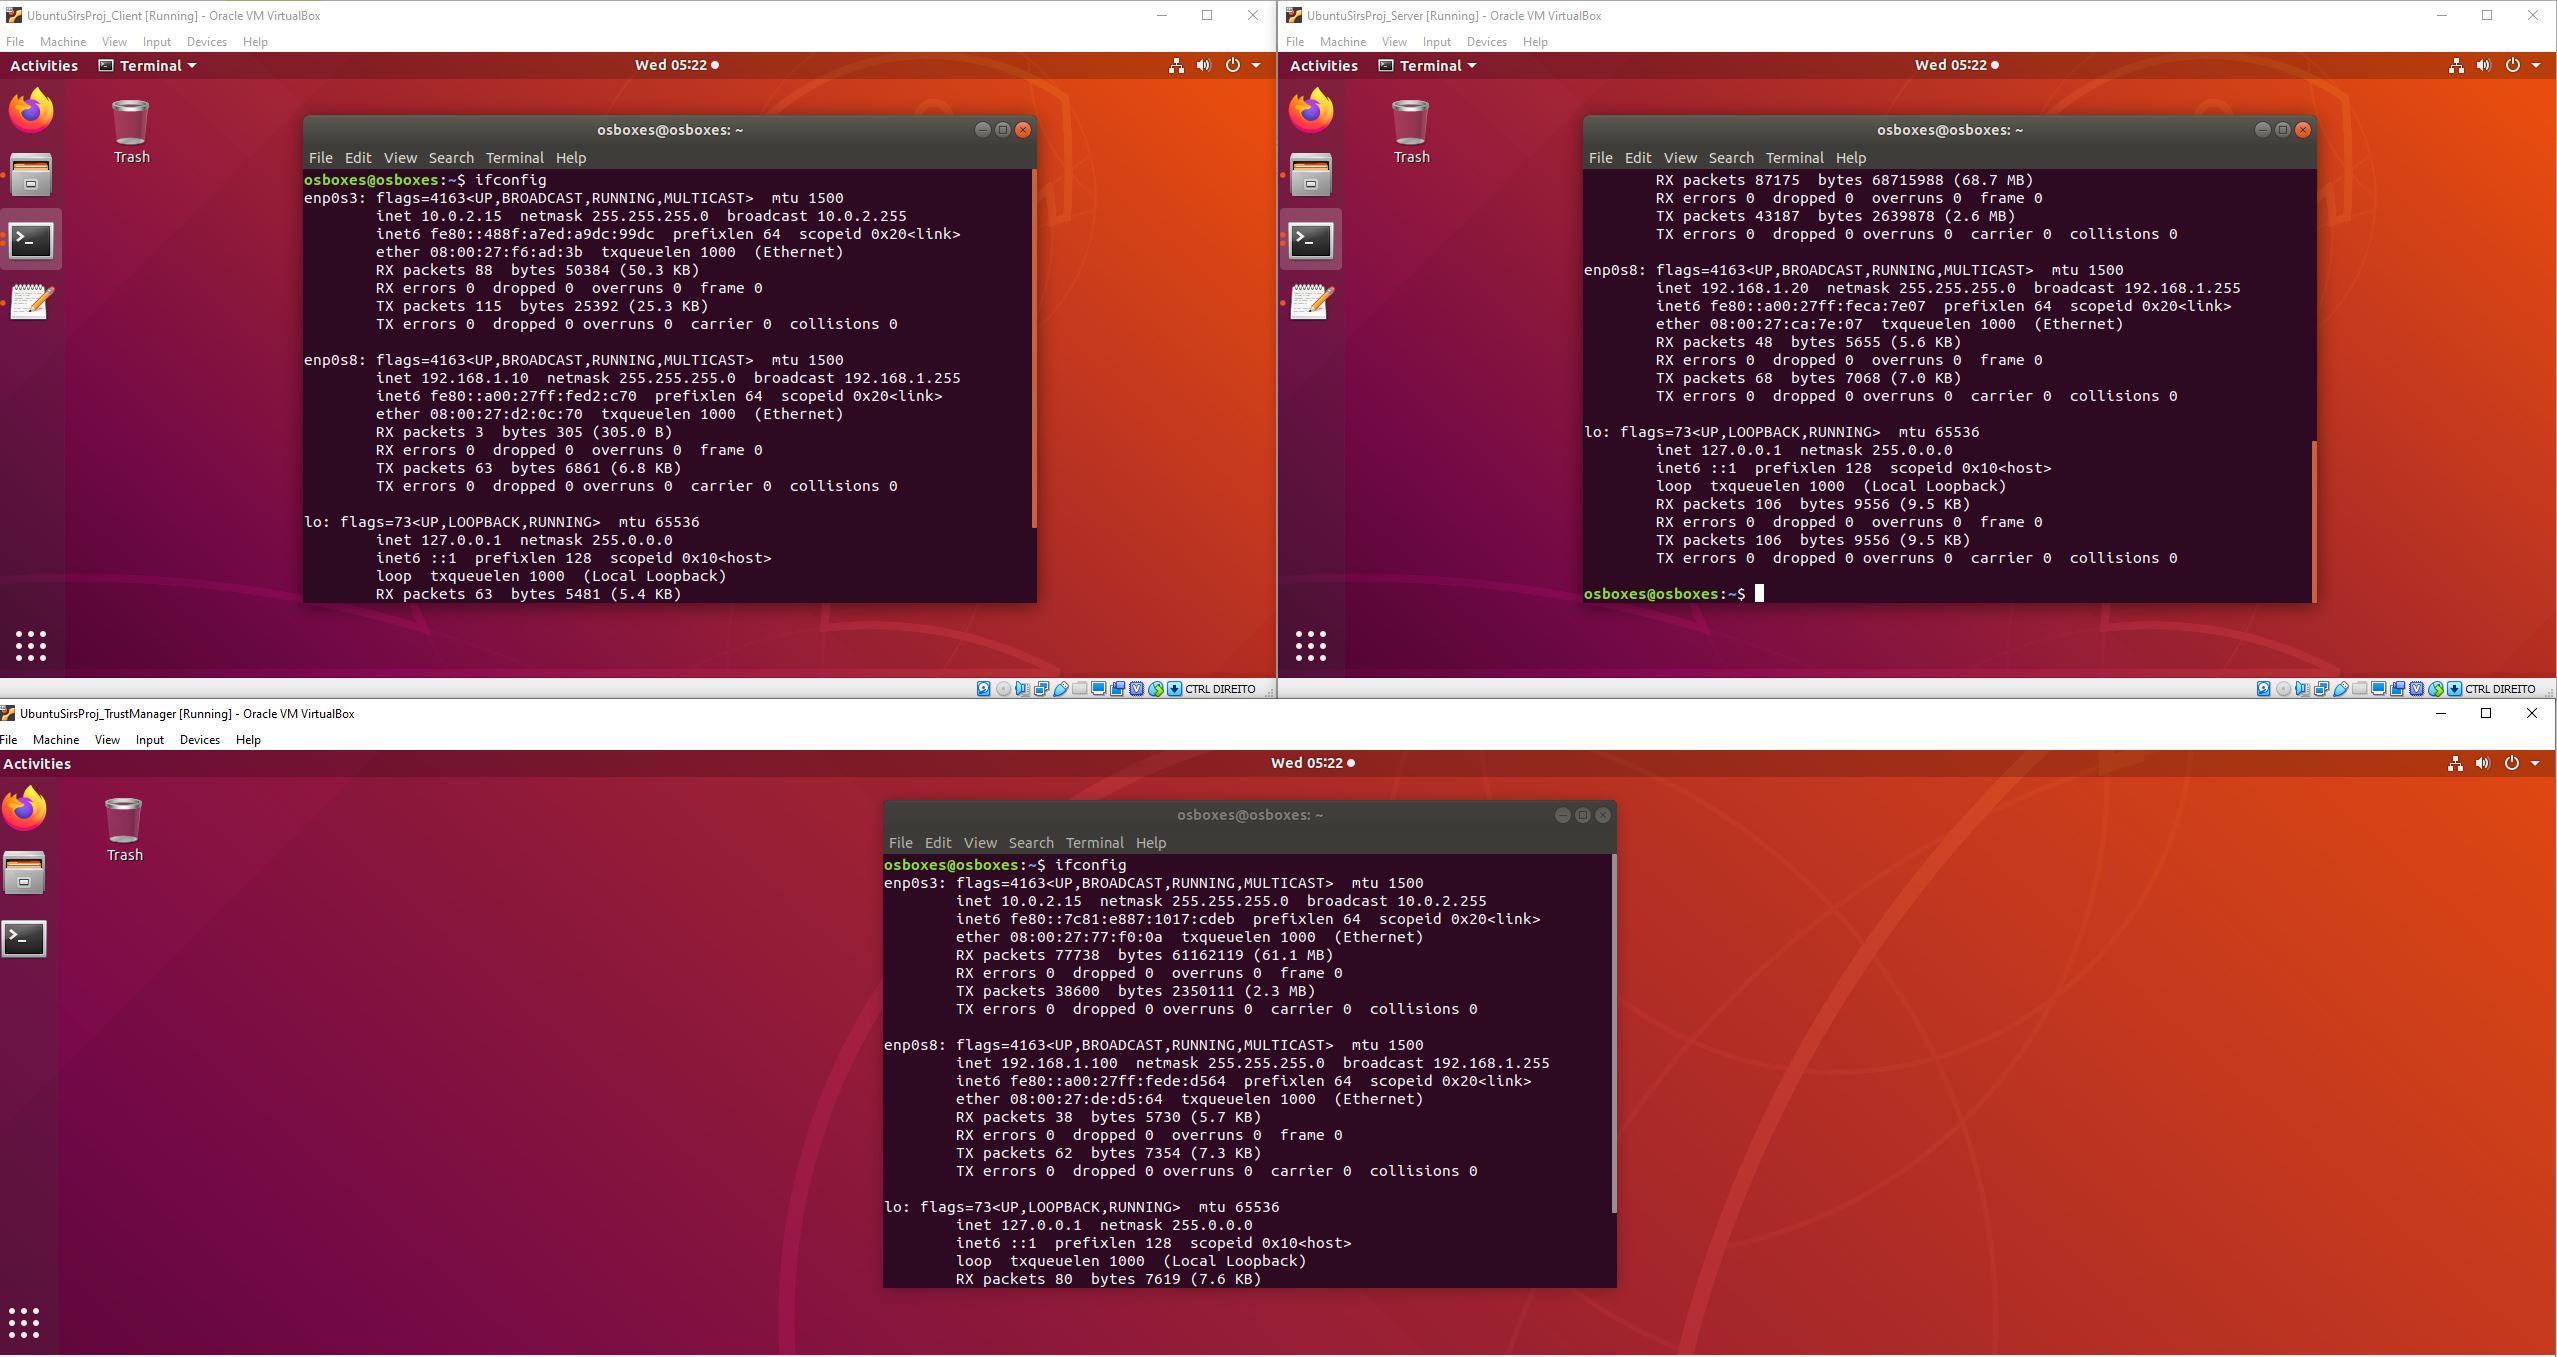 UbuntuSirsProj_Client [Running] - Oracle VM VirtualBox
File Machine View Input Devices Help
Activities Terminal Wed 05:22
Trash
osboxes@osboxes: ~
File Edit View Search Terminal Help
osboxes@osboxes:~$ ifconfig
enp0s3: flags=4163<UP,BROADCAST,RUNNING,MULTICAST>  mtu 1500
inet 10.0.2.15  netmask 255.255.255.0  broadcast 10.0.2.255
inet6 fe80::488f:a7ed:a9dc:99dc  prefixlen 64  scopeid 0x20<link>
ether 08:00:27:f6:ad:3b  txqueuelen 1000  (Ethernet)
RX packets 88  bytes 50384 (50.3 KB)
RX errors 0  dropped 0  overruns 0  frame 0
TX packets 115  bytes 25392 (25.3 KB)
TX errors 0  dropped 0 overruns 0  carrier 0  collisions 0
enp0s8: flags=4163<UP,BROADCAST,RUNNING,MULTICAST>  mtu 1500
inet 192.168.1.10  netmask 255.255.255.0  broadcast 192.168.1.255
inet6 fe80::a00:27ff:fed2:c70  prefixlen 64  scopeid 0x20<link>
ether 08:00:27:d2:0c:70  txqueuelen 1000  (Ethernet)
RX packets 3  bytes 305 (305.0 B)
RX errors 0  dropped 0  overruns 0  frame 0
TX packets 63  bytes 6861 (6.8 KB)
TX errors 0  dropped 0 overruns 0  carrier 0  collisions 0
lo: flags=73<UP,LOOPBACK,RUNNING>  mtu 65536
inet 127.0.0.1  netmask 255.0.0.0
inet6 ::1  prefixlen 128  scopeid 0x10<host>
loop  txqueuelen 1000  (Local Loopback)
RX packets 63  bytes 5481 (5.4 KB)
CTRL DIREITO
UbuntuSirsProj_Server [Running] - Oracle VM VirtualBox
File Machine View Input Devices Help
Activities Terminal Wed 05:22
Trash
osboxes@osboxes: ~
File Edit View Search Terminal Help
RX packets 87175  bytes 68715988 (68.7 MB)
RX errors 0  dropped 0  overruns 0  frame 0
TX packets 43187  bytes 2639878 (2.6 MB)
TX errors 0  dropped 0 overruns 0  carrier 0  collisions 0
enp0s8: flags=4163<UP,BROADCAST,RUNNING,MULTICAST>  mtu 1500
inet 192.168.1.20  netmask 255.255.255.0  broadcast 192.168.1.255
inet6 fe80::a00:27ff:feca:7e07  prefixlen 64  scopeid 0x20<link>
ether 08:00:27:ca:7e:07  txqueuelen 1000  (Ethernet)
RX packets 48  bytes 5655 (5.6 KB)
RX errors 0  dropped 0  overruns 0  frame 0
TX packets 68  bytes 7068 (7.0 KB)
TX errors 0  dropped 0 overruns 0  carrier 0  collisions 0
lo: flags=73<UP,LOOPBACK,RUNNING>  mtu 65536
inet 127.0.0.1  netmask 255.0.0.0
inet6 ::1  prefixlen 128  scopeid 0x10<host>
loop  txqueuelen 1000  (Local Loopback)
RX packets 106  bytes 9556 (9.5 KB)
RX errors 0  dropped 0  overruns 0  frame 0
TX packets 106  bytes 9556 (9.5 KB)
TX errors 0  dropped 0 overruns 0  carrier 0  collisions 0
osboxes@osboxes:~$
CTRL DIREITO
UbuntuSirsProj_TrustManager [Running] - Oracle VM VirtualBox
File Machine View Input Devices Help
Activities Wed 05:22
Trash
osboxes@osboxes: ~
File Edit View Search Terminal Help
osboxes@osboxes:~$ ifconfig
enp0s3: flags=4163<UP,BROADCAST,RUNNING,MULTICAST>  mtu 1500
inet 10.0.2.15  netmask 255.255.255.0  broadcast 10.0.2.255
inet6 fe80::7c81:e887:1017:cdeb  prefixlen 64  scopeid 0x20<link>
ether 08:00:27:77:f0:0a  txqueuelen 1000  (Ethernet)
RX packets 77738  bytes 61162119 (61.1 MB)
RX errors 0  dropped 0  overruns 0  frame 0
TX packets 38600  bytes 2350111 (2.3 MB)
TX errors 0  dropped 0 overruns 0  carrier 0  collisions 0
enp0s8: flags=4163<UP,BROADCAST,RUNNING,MULTICAST>  mtu 1500
inet 192.168.1.100  netmask 255.255.255.0  broadcast 192.168.1.255
inet6 fe80::a00:27ff:fede:d564  prefixlen 64  scopeid 0x20<link>
ether 08:00:27:de:d5:64  txqueuelen 1000  (Ethernet)
RX packets 38  bytes 5730 (5.7 KB)
RX errors 0  dropped 0  overruns 0  frame 0
TX packets 62  bytes 7354 (7.3 KB)
TX errors 0  dropped 0 overruns 0  carrier 0  collisions 0
lo: flags=73<UP,LOOPBACK,RUNNING>  mtu 65536
inet 127.0.0.1  netmask 255.0.0.0
inet6 ::1  prefixlen 128  scopeid 0x10<host>
loop  txqueuelen 1000  (Local Loopback)
RX packets 80  bytes 7619 (7.6 KB)